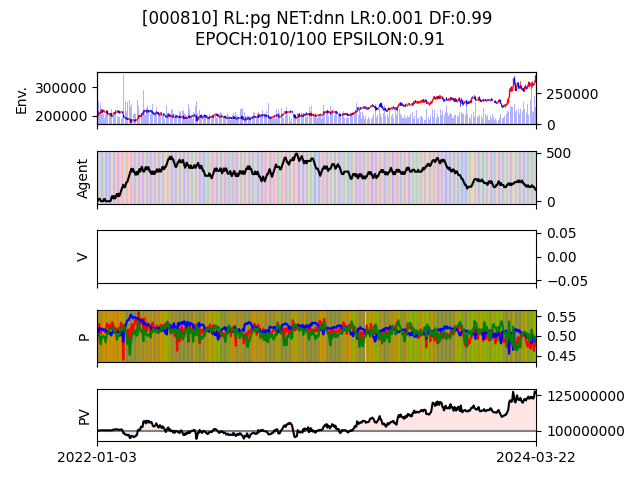 [000810] RL:pg NET:dnn LR:0.001 DF:0.99
EPOCH:010/100 EPSILON:0.91
Env.
300000
200000
250000
0
Agent
500
0
V
0.05
0.00
−0.05
P
0.55
0.50
0.45
PV
125000000
100000000
2022-01-03
2024-03-22